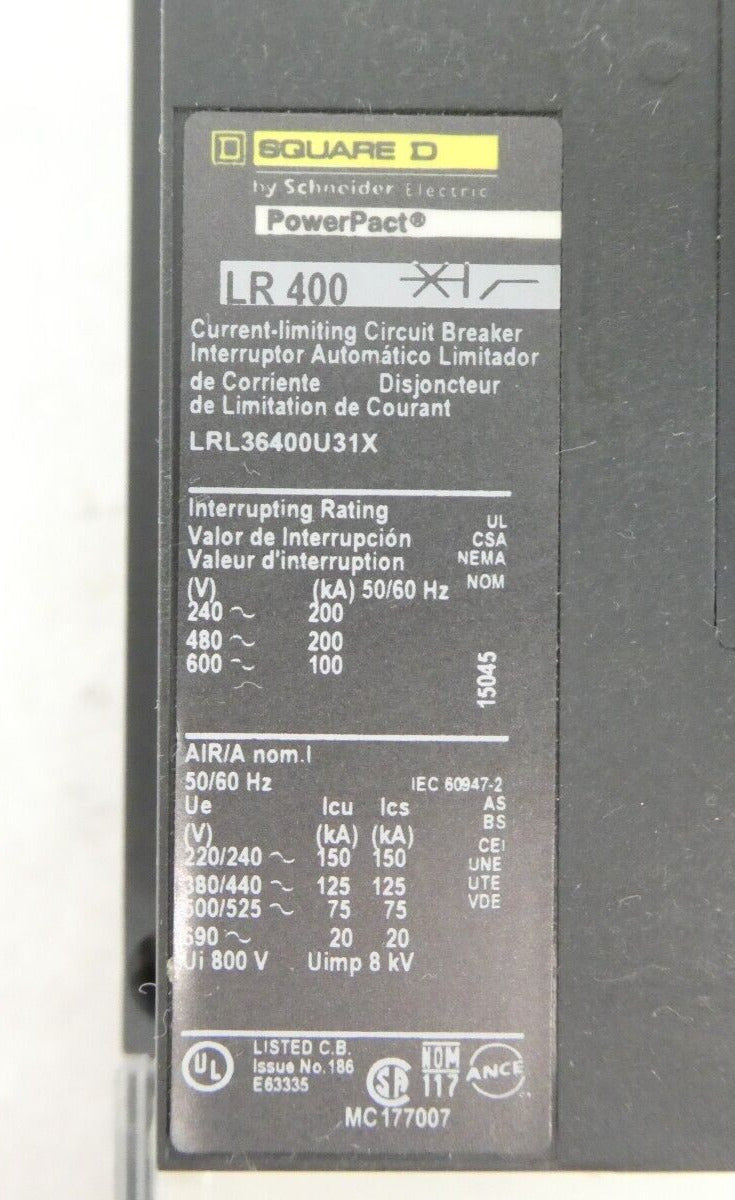 D SQUARE D
by Schneider Electric
PowerPact®
LR 400
Current-limiting Circuit Breaker
Interruptor Automático Limitador
de Corriente Disjoncteur
de Limitation de Courant
LRL36400U31X
Interrupting Rating
Valor de Interrupción
Valeur d'interruption
UL
CSA
NEMA
NOM
(V) (kA) 50/60 Hz
240 ~ 200
480 ~ 200
600 ~ 100
15045
AIR/A nom.I
50/60 Hz IEC 60947-2
Ue Icu Ics
(V) (kA) (kA)
220/240 ~ 150 150
380/440 ~ 125 125
500/525 ~ 75 75
690 ~ 20 20
Ui 800 V Uimp 8 kV
AS
BS
CEI
UNE
UTE
VDE
UL
LISTED C.B.
Issue No.186
E63335
SA
NOM
117
ANCE
MC177007